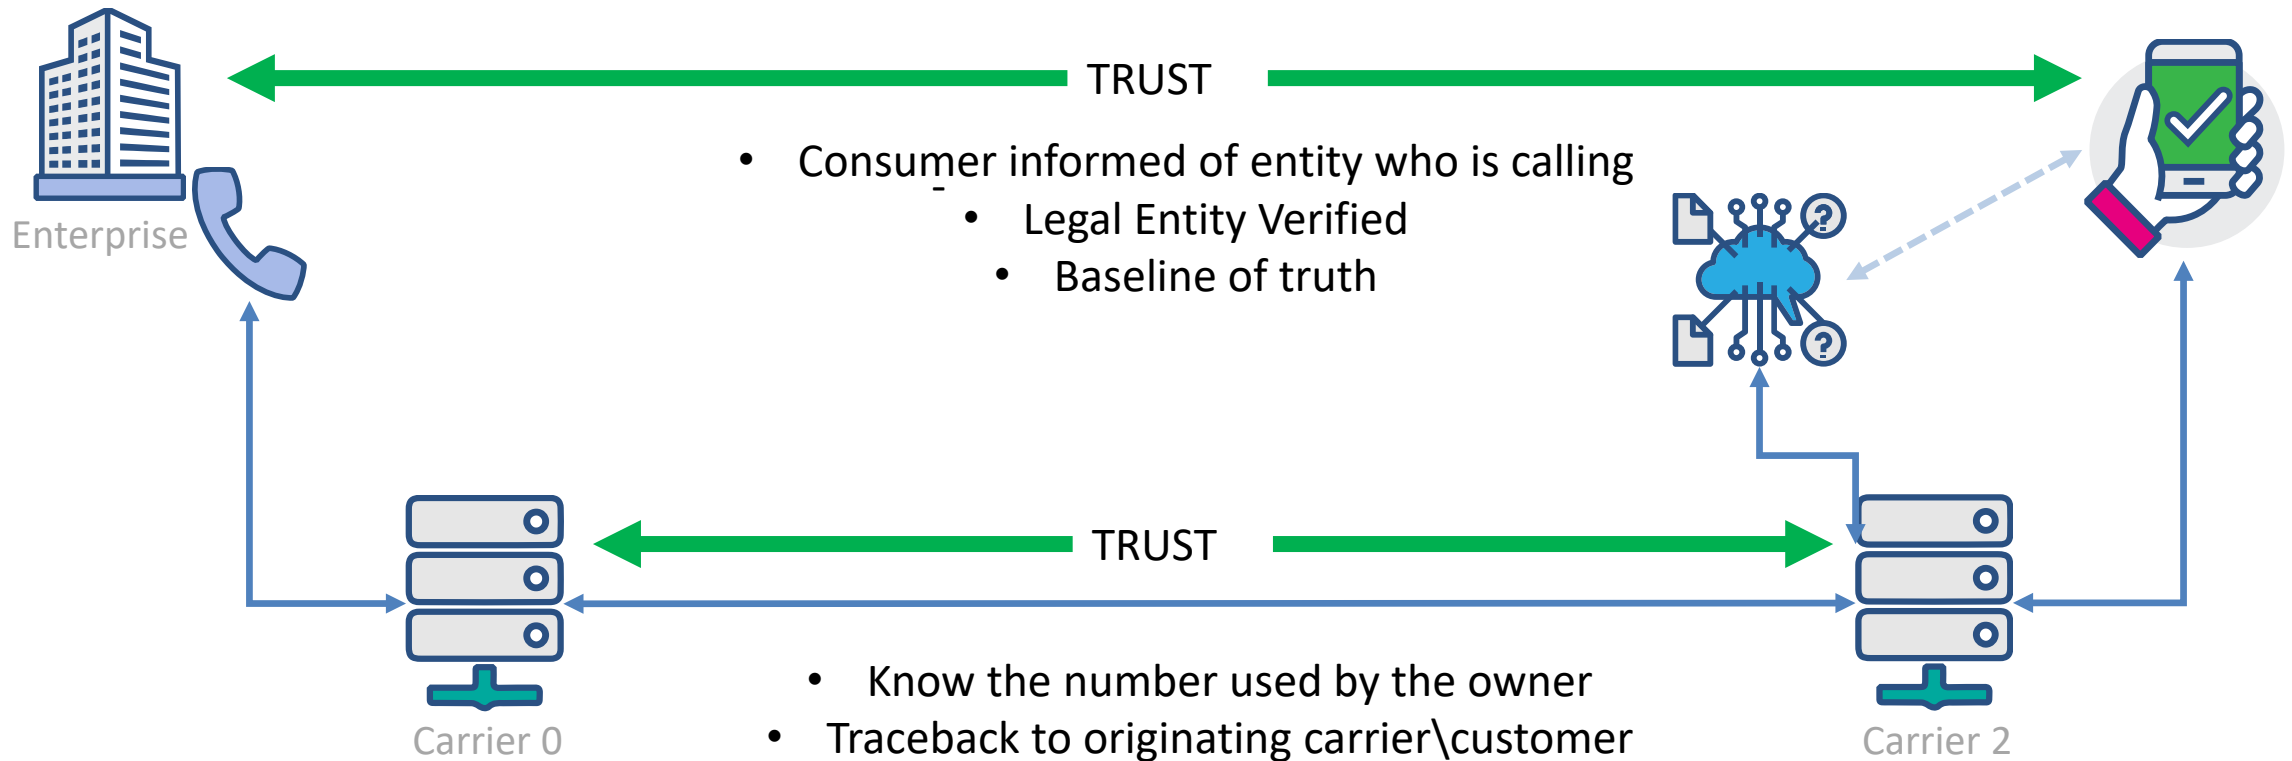 TRUST
• Consumer informed of entity who is calling
-
• Legal Entity Verified
Enterprise
• Baseline of truth
?
?
TRUST
• Know the number used by the owner
• Traceback to originating carrier\customer
Carrier 0
Carrier 2